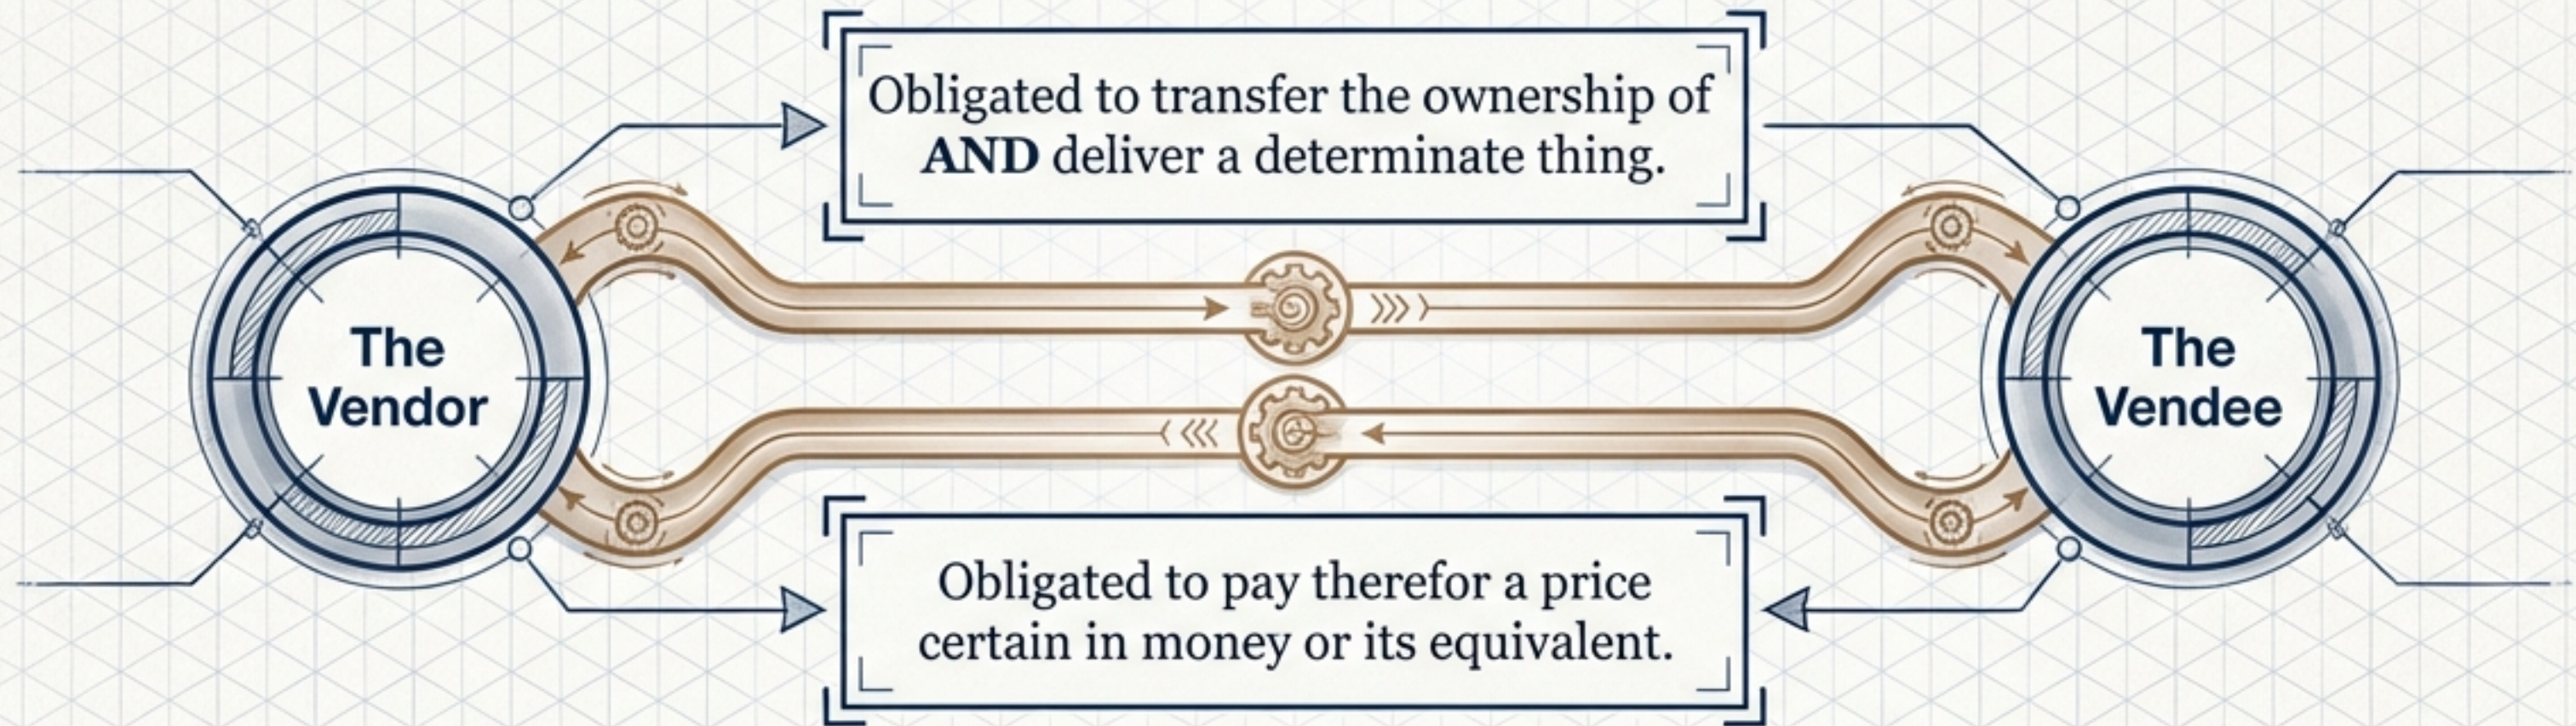 Obligated to transfer the ownership of
AND deliver a determinate thing.
The
Vendor
The
Vendee
Obligated to pay therefor a price
certain in money or its equivalent.